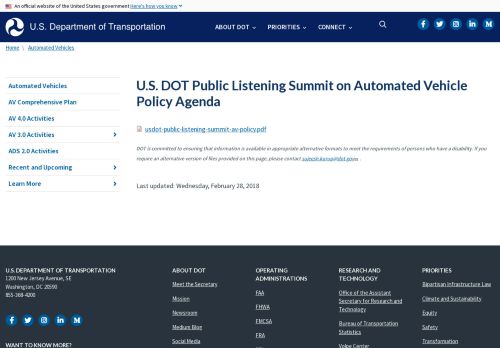 An official website of the United States government Here's how you know
U.S. Department of Transportation
ABOUT DOT
PRIORITIES
CONNECT
Home \ Automated Vehicles
Automated Vehicles
AV Comprehensive Plan
AV 4.0 Activities
AV 3.0 Activities
ADS 2.0 Activities
Recent and Upcoming
Learn More
U.S. DOT Public Listening Summit on Automated Vehicle
Policy Agenda
usdot-public-listening-summit-av-policy.pdf
DOT is committed to ensuring that information is available in appropriate alternative formats to meet the requirements of persons who have a disability. If you
require an alternative version of files provided on this page, please contact
Last updated: Wednesday, February 28, 2018
U.S. DEPARTMENT OF TRANSPORTATION
1200 New Jersey Avenue, SE
Washington, DC 20590
855-368-4200
WANT TO KNOW MORE?
ABOUT DOT
Meet the Secretary
Mission
Newsroom
Medium Blog
Social Media
OPERATING
ADMINISTRATIONS
FAA
FHWA
FMCSA
FRA
RESEARCH AND
TECHNOLOGY
Office of the Assistant
Secretary for Research and
Technology
Bureau of Transportation
Statistics
Volpe Center
PRIORITIES
Bipartisan Infrastructure Law
Climate and Sustainability
Equity
Safety
Transformation